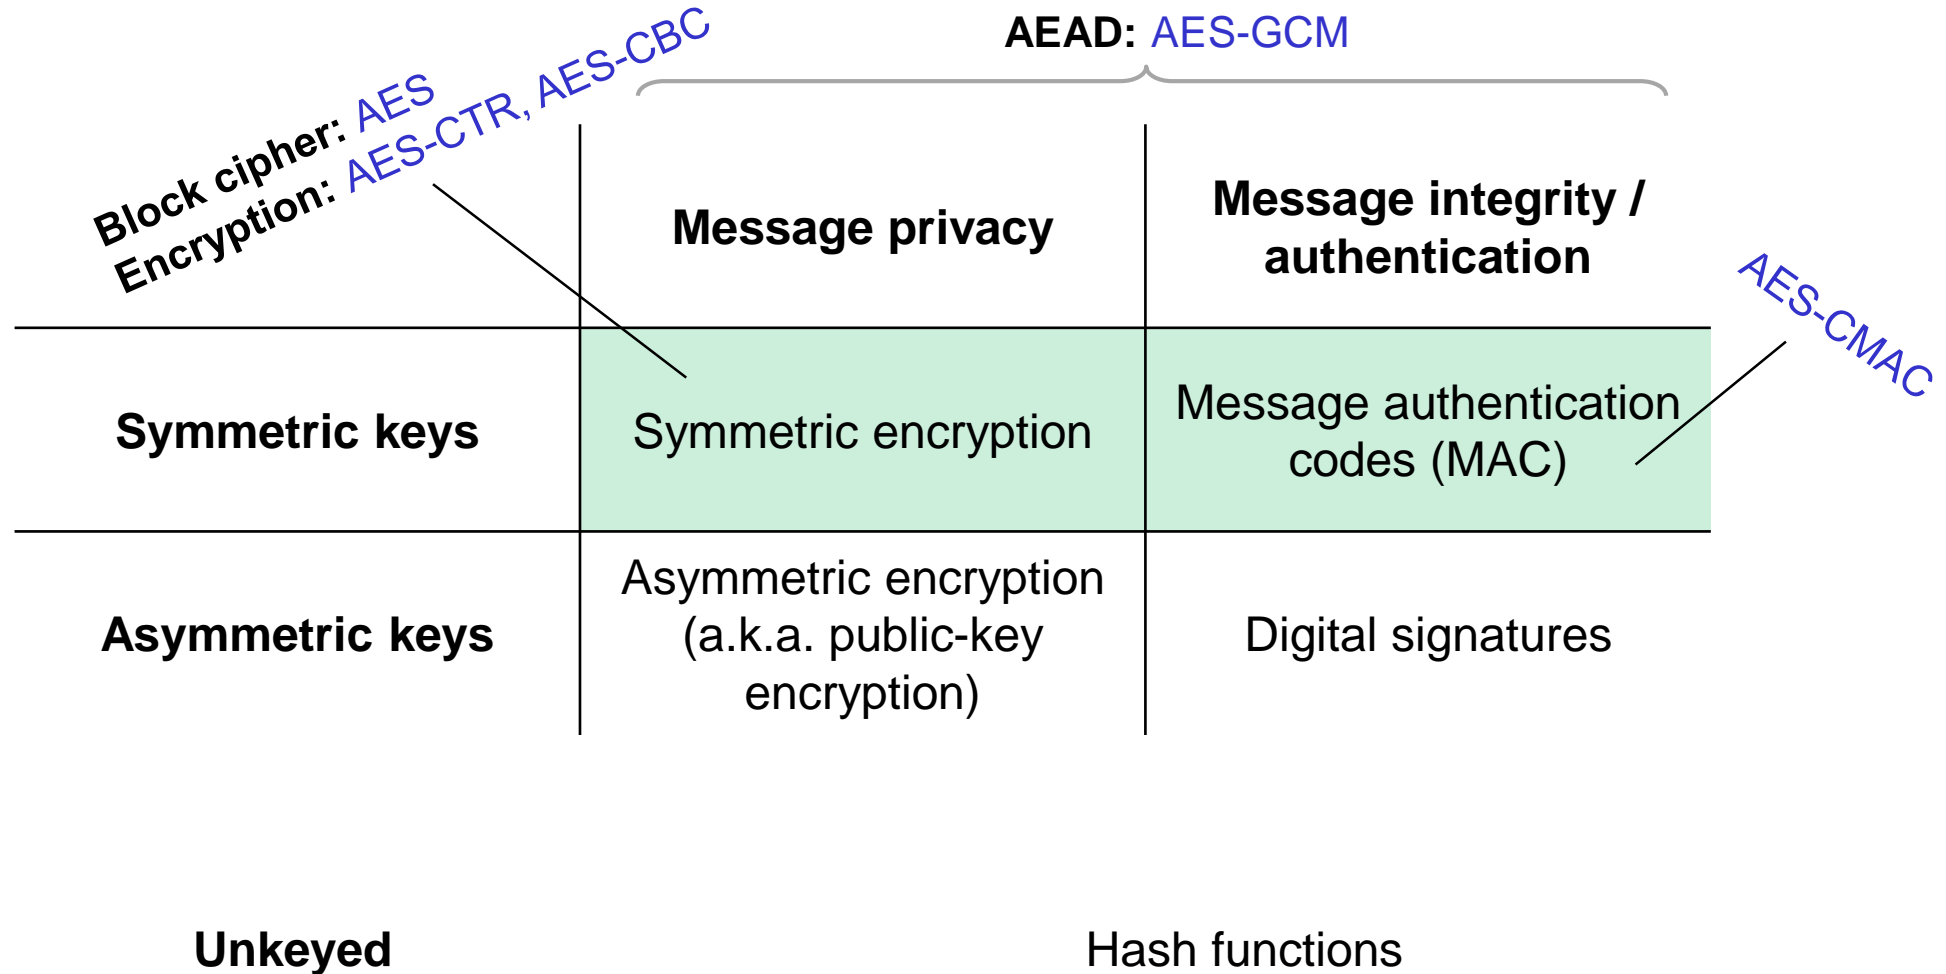 AEAD: AES-GCM
Block cipher: AES
Encryption: AES-CTR, AES-CBC
Message privacy
Message integrity /
authentication
AES-CMAC
Symmetric keys
Symmetric encryption
Message authentication
codes (MAC)
Asymmetric keys
Asymmetric encryption
(a.k.a. public-key
encryption)
Digital signatures
Unkeyed
Hash functions